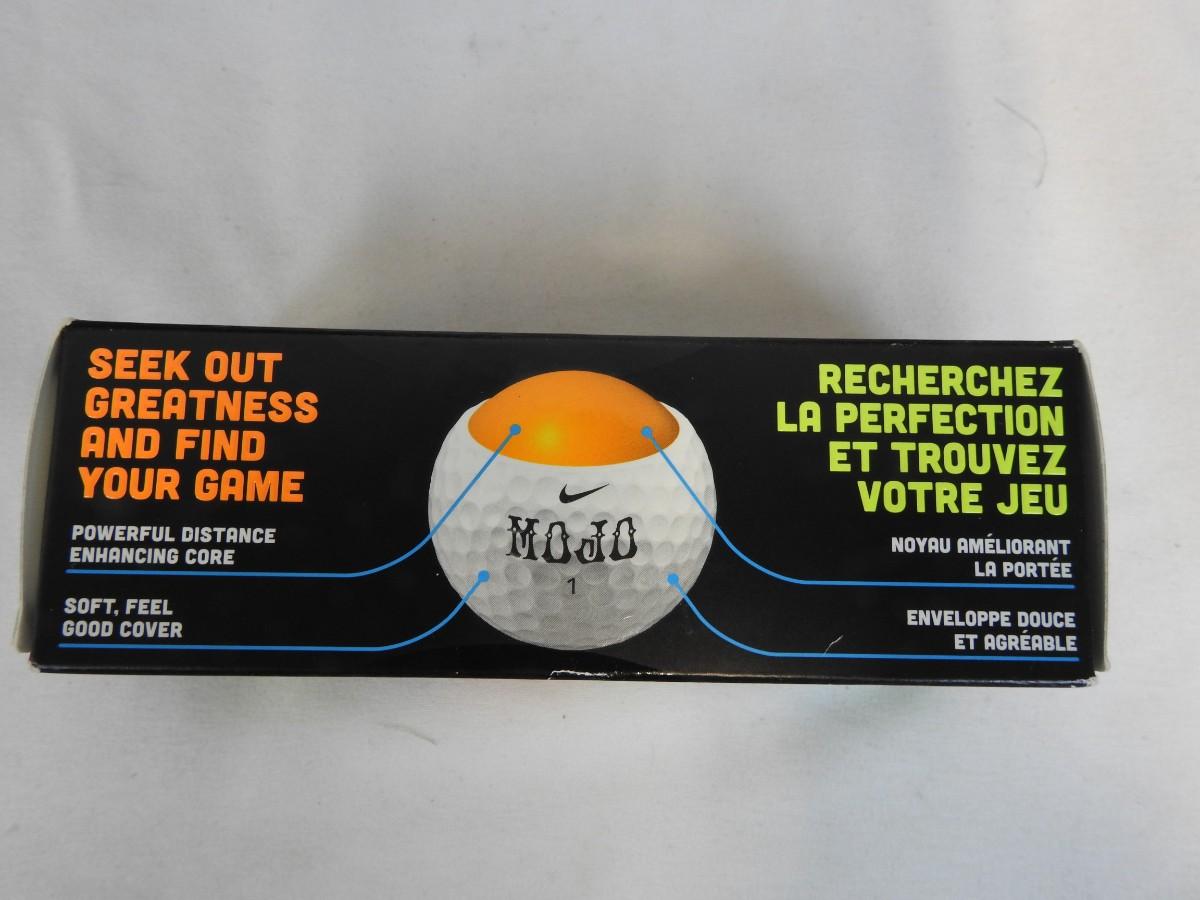 SEEK OUT
GREATNESS
AND FIND
YOUR GAME
POWERFUL DISTANCE
ENHANCING CORE
SOFT, FEEL
GOOD COVER
MOJO
1
RECHERCHEZ
LA PERFECTION
ET TROUVEZ
VOTRE JEU
NOYAU AMÉLIORANT
LA PORTÉE
ENVELOPPE DOUCE
ET AGRÉABLE